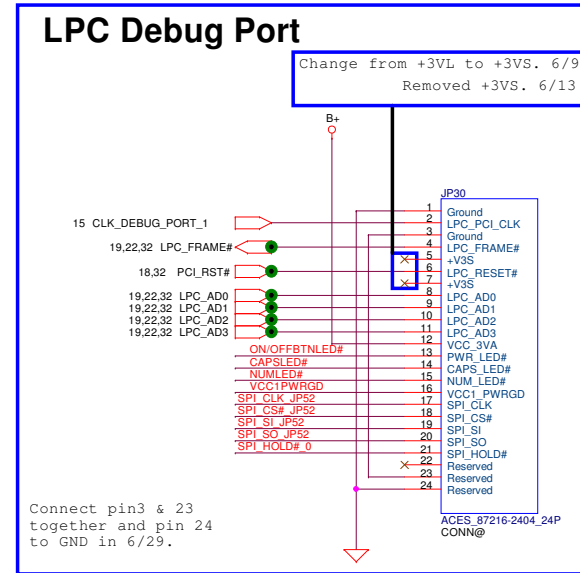 LPC Debug Port
Change from +3VL to +3VS. 6/9
Removed +3VS. 6/13
B+
JP30
1 Ground
15 CLK_DEBUG_PORT_1 2 LPC_PCI_CLK
3 Ground
19,22,32 LPC_FRAME# 4 LPC_FRAME#
5 +V3S
18,32 PCI_RST# 6 LPC_RESET#
7 +V3S
19,22,32 LPC_AD0 8 LPC_AD0
19,22,32 LPC_AD1 9 LPC_AD1
19,22,32 LPC_AD2 10 LPC_AD2
19,22,32 LPC_AD3 11 LPC_AD3
12 VCC_3VA
ON/OFFBTNLED# 13 PWR_LED#
CAPSLED# 14 CAPS_LED#
NUMLED# 15 NUM_LED#
VCC1PWRGD 16 VCC1_PWRGD
SPI_CLK_JP52 17 SPI_CLK
SPI_CS#_JP52 18 SPI_CS#
SPI_SI_JP52 19 SPI_SI
SPI_SO_JP52 20 SPI_SO
SPI_HOLD#_0 21 SPI_HOLD#
22 Reserved
23 Reserved
24 Reserved
Connect pin3 & 23
together and pin 24
to GND in 6/29.
ACES_87216-2404_24P
CONN@